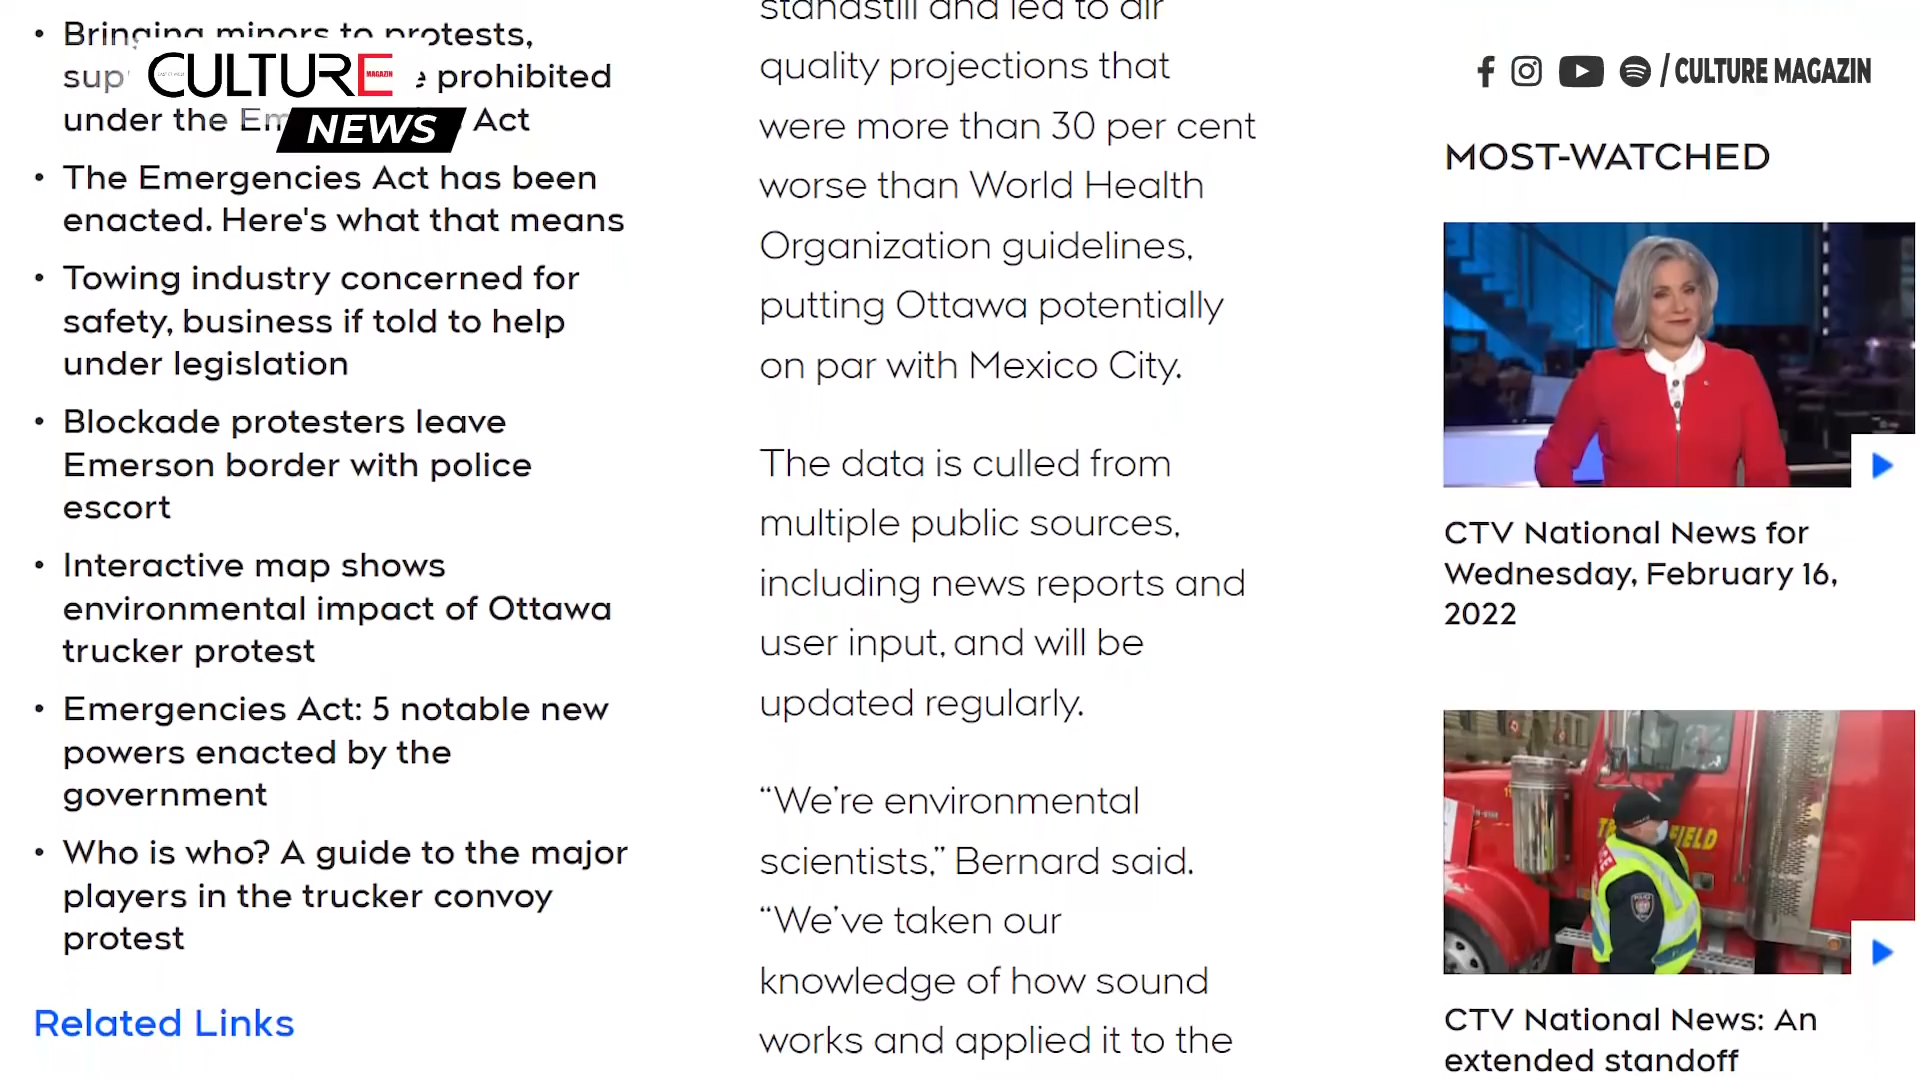 Bringing minors to protests,
prohibited
under the Act
The Emergencies Act has been
enacted. Here's what that means
Towing industry concerned for
safety, business if told to help
under legislation
Blockade protesters leave
Emerson border with police
escort
Interactive map shows
environmental impact of Ottawa
trucker protest
Emergencies Act: 5 notable new
powers enacted by the
government
Who is who? A guide to the major
players in the trucker convoy
protest
Related Links
CULTURE
MAGAZIN
NEWS
standstill and led to air
quality projections that
were more than 30 per cent
worse than World Health
Organization guidelines,
putting Ottawa potentially
on par with Mexico City.
The data is culled from
multiple public sources,
including news reports and
user input, and will be
updated regularly.
“We’re environmental
scientists,” Bernard said.
“We’ve taken our
knowledge of how sound
works and applied it to the
/ CULTURE MAGAZIN
MOST-WATCHED
CTV National News for
Wednesday, February 16,
2022
CTV National News: An
extended standoff